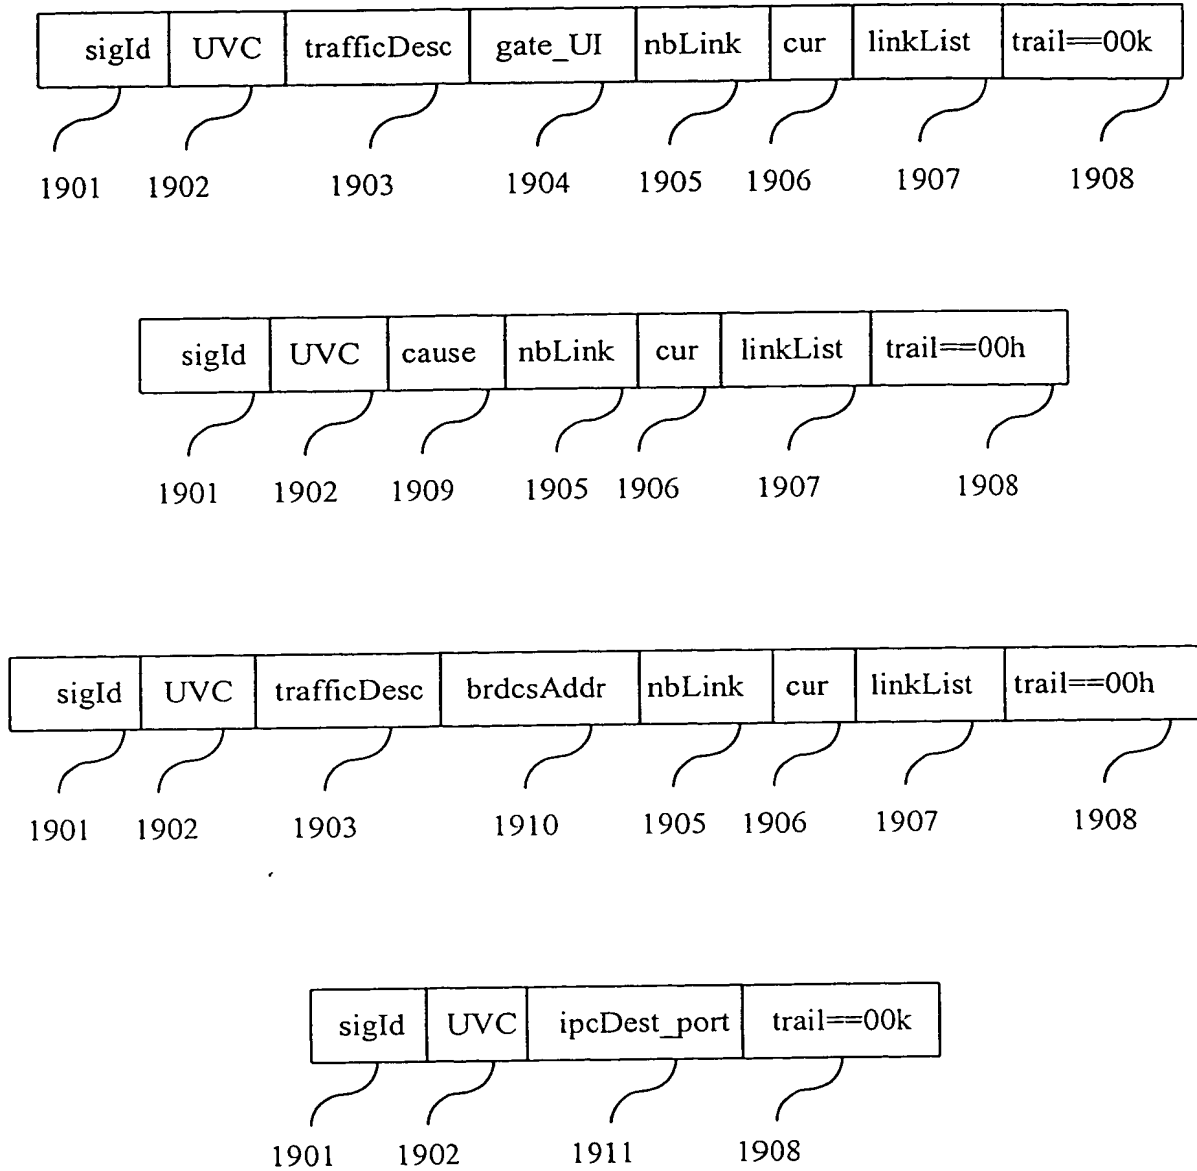 sigId UVC trafficDesc gate_UI nbLink cur linkList trail==00k
1901 1902 1903 1904 1905 1906 1907 1908
sigId UVC cause nbLink cur linkList trail==00h
1901 1902 1909 1905 1906 1907 1908
sigId UVC trafficDesc brdcsAddr nbLink cur linkList trail==00h
1901 1902 1903 1910 1905 1906 1907 1908
sigId UVC ipcDest_port trail==00k
1901 1902 1911 1908